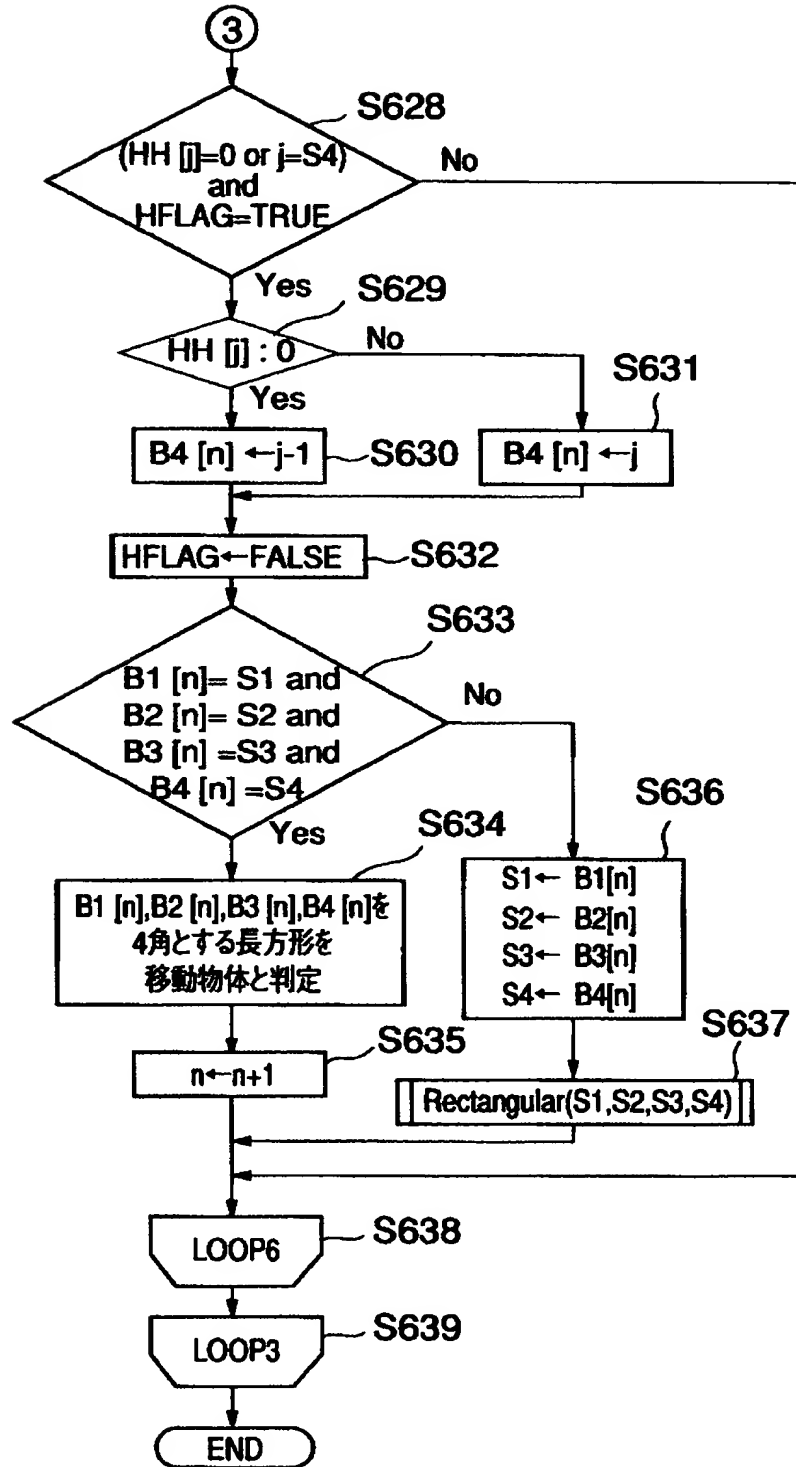 3
S628
(HH [j]=0 or j=S4)
and
HFLAG=TRUE
No
Yes
S629
HH [j] : 0
No
Yes
S631
B4 [n] ←j-1
S630
B4 [n] ←j
HFLAG←FALSE
S632
S633
B1 [n]= S1 and
B2 [n]= S2 and
B3 [n] =S3 and
B4 [n] =S4
No
Yes
S634
B1 [n],B2 [n],B3 [n],B4 [n]を
4角とする長方形を
移動物体と判定
S636
S1← B1[n]
S2← B2[n]
S3← B3[n]
S4← B4[n]
S635
n←n+1
S637
Rectangular(S1,S2,S3,S4)
S638
LOOP6
S639
LOOP3
END